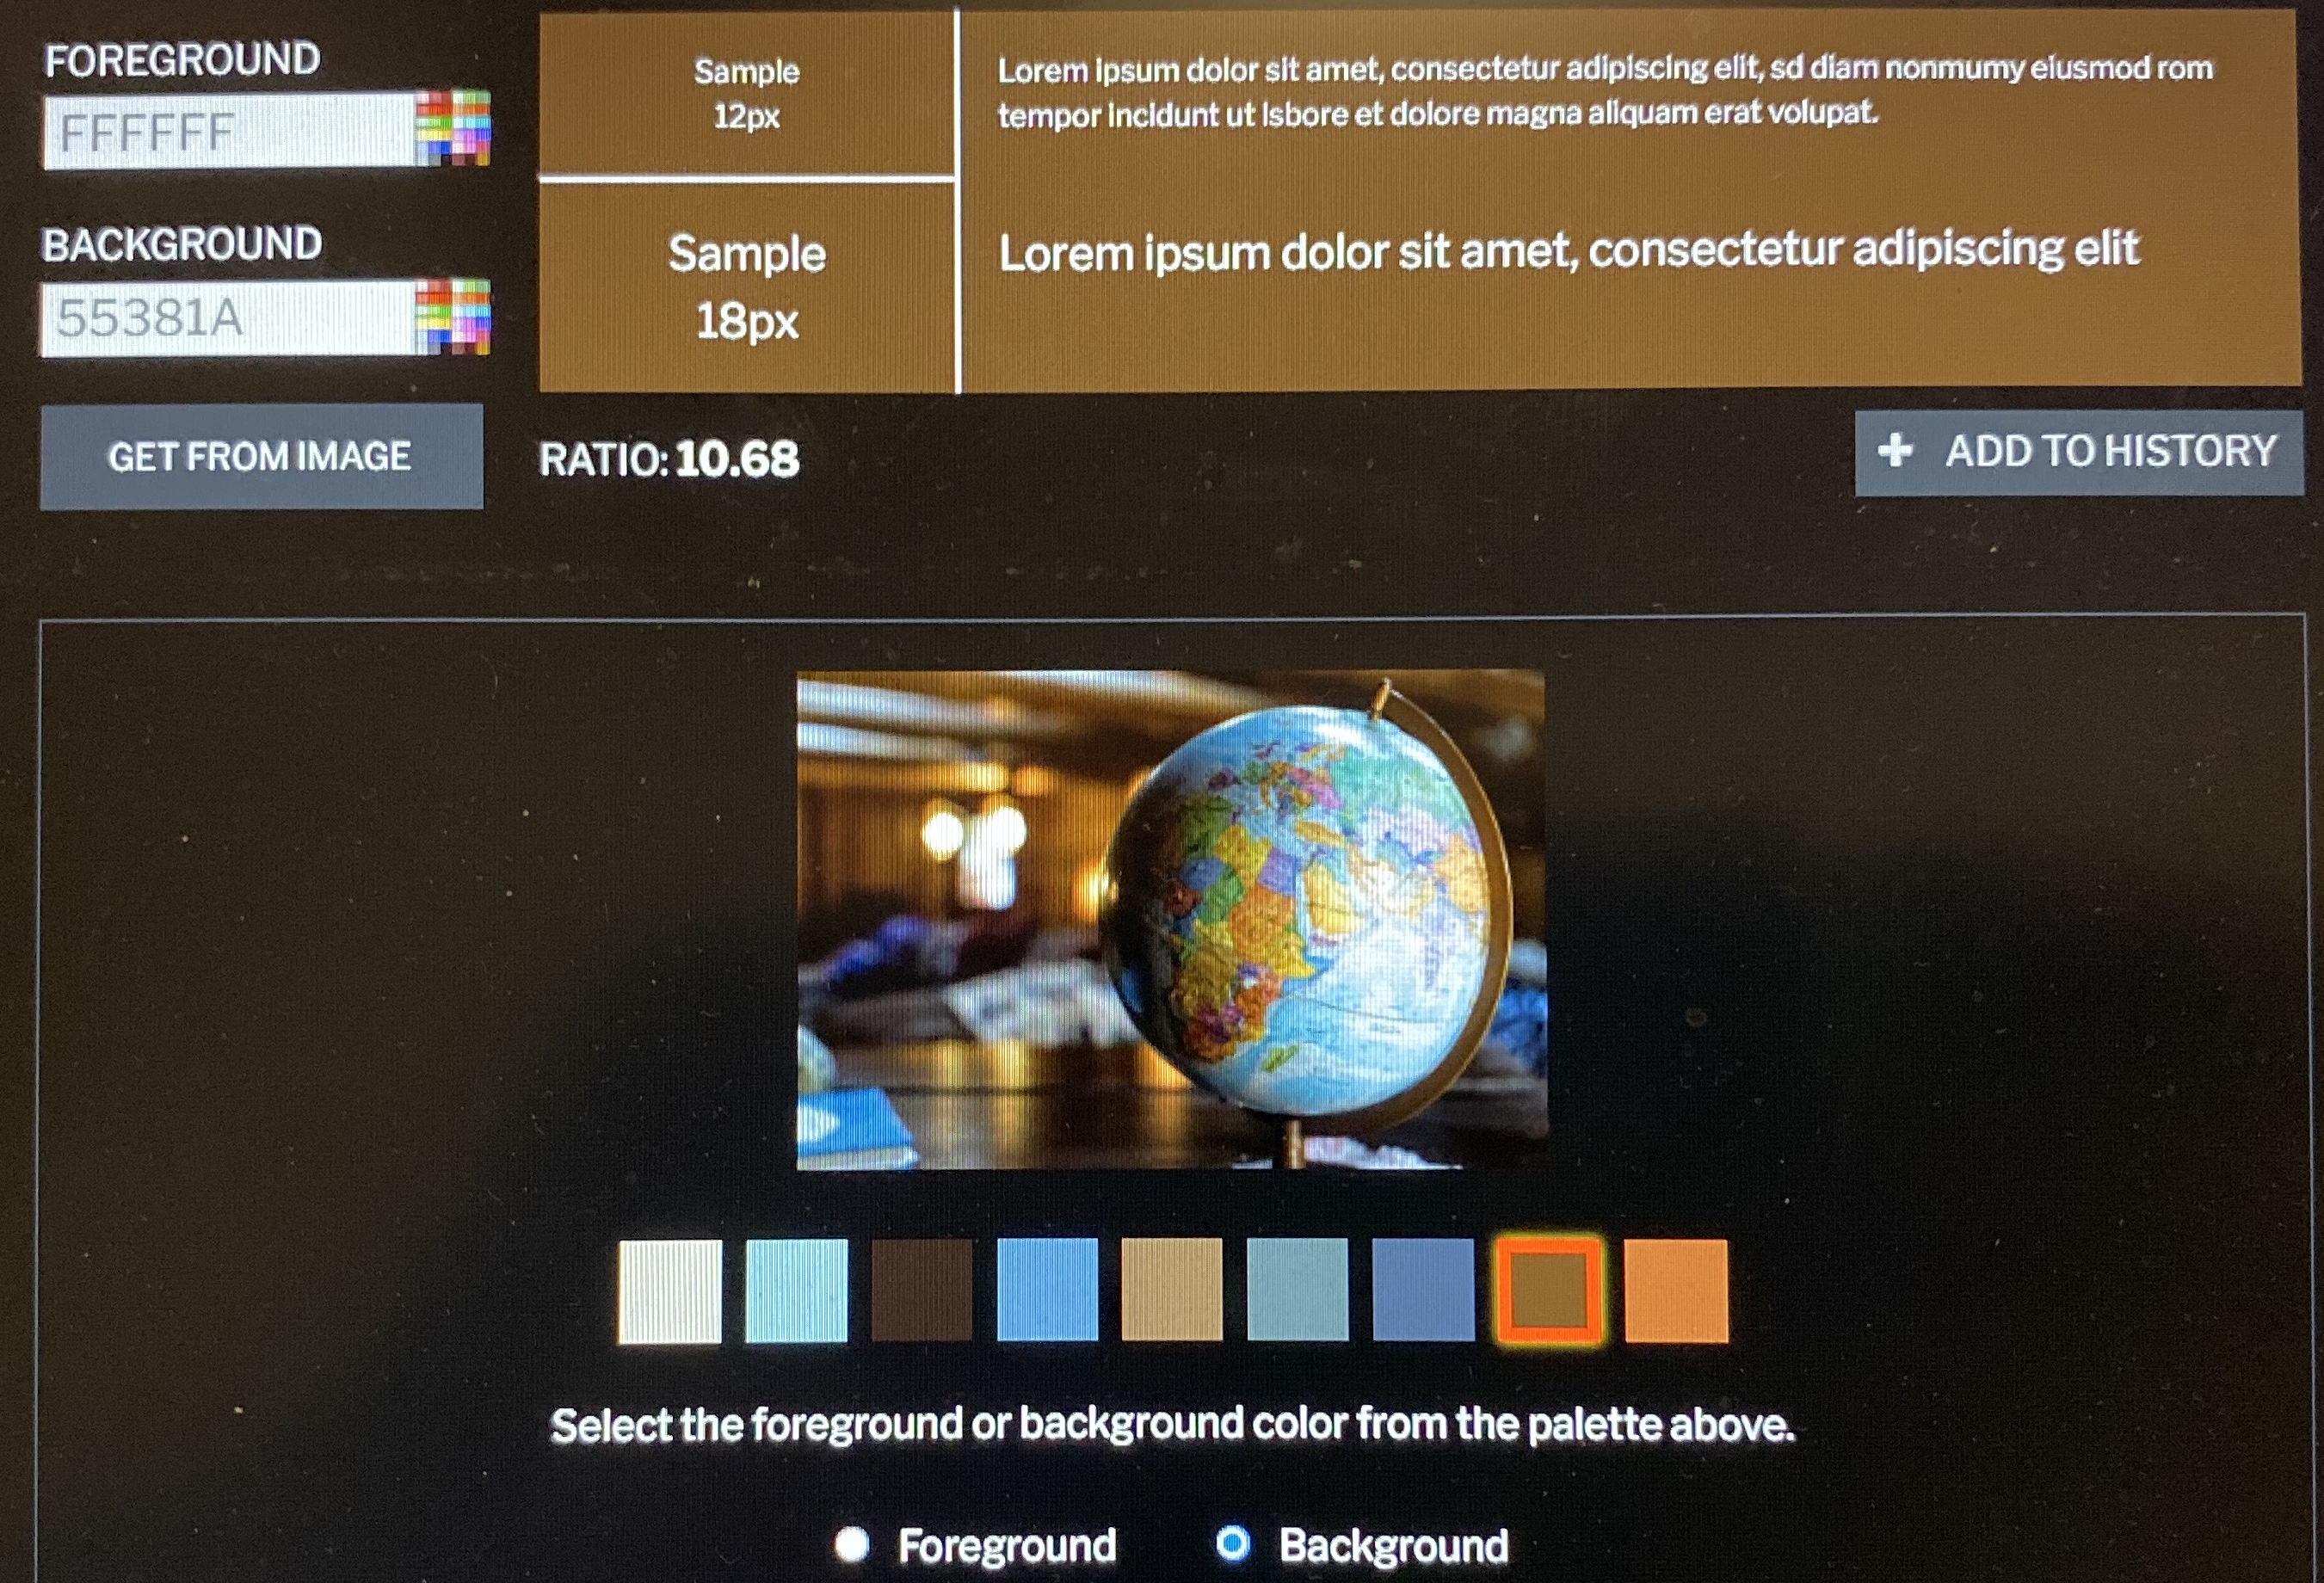 FOREGROUND
FFFFFF
BACKGROUND
55381A
GET FROM IMAGE
Sample
12px
Sample
18px
Lorem ipsum dolor sit amet, consectetur adipiscing elit, sd diam nonmumy eiusmod rom
tempor incidunt ut lsbore et dolore magna aliquam erat volupat.
Lorem ipsum dolor sit amet, consectetur adipiscing elit
RATIO: 10.68
+ ADD TO HISTORY
Select the foreground or background color from the palette above.
Foreground
Background